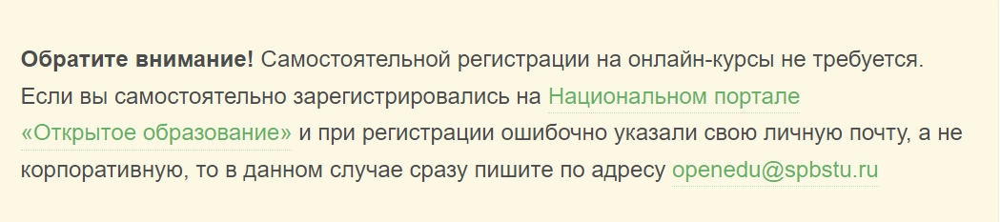 Обратите внимание! Самостоятельной регистрации на онлайн-курсы не требуется.
Если вы самостоятельно зарегистрировались на Национальном портале
«Открытое образование» и при регистрации ошибочно указали свою личную почту, а не
корпоративную, то в данном случае сразу пишите по адресу openedu@spbstu.ru